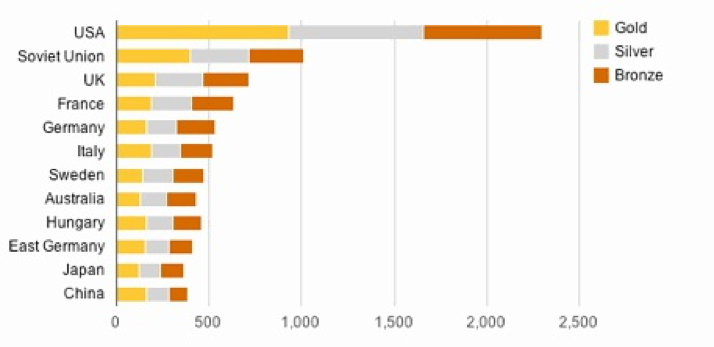 USA
Soviet Union
UK
France
Germany
Italy
Sweden
Australia
Hungary
East Germany
Japan
China
0 500 1,000 1,500 2,000 2,500
Gold
Silver
Bronze